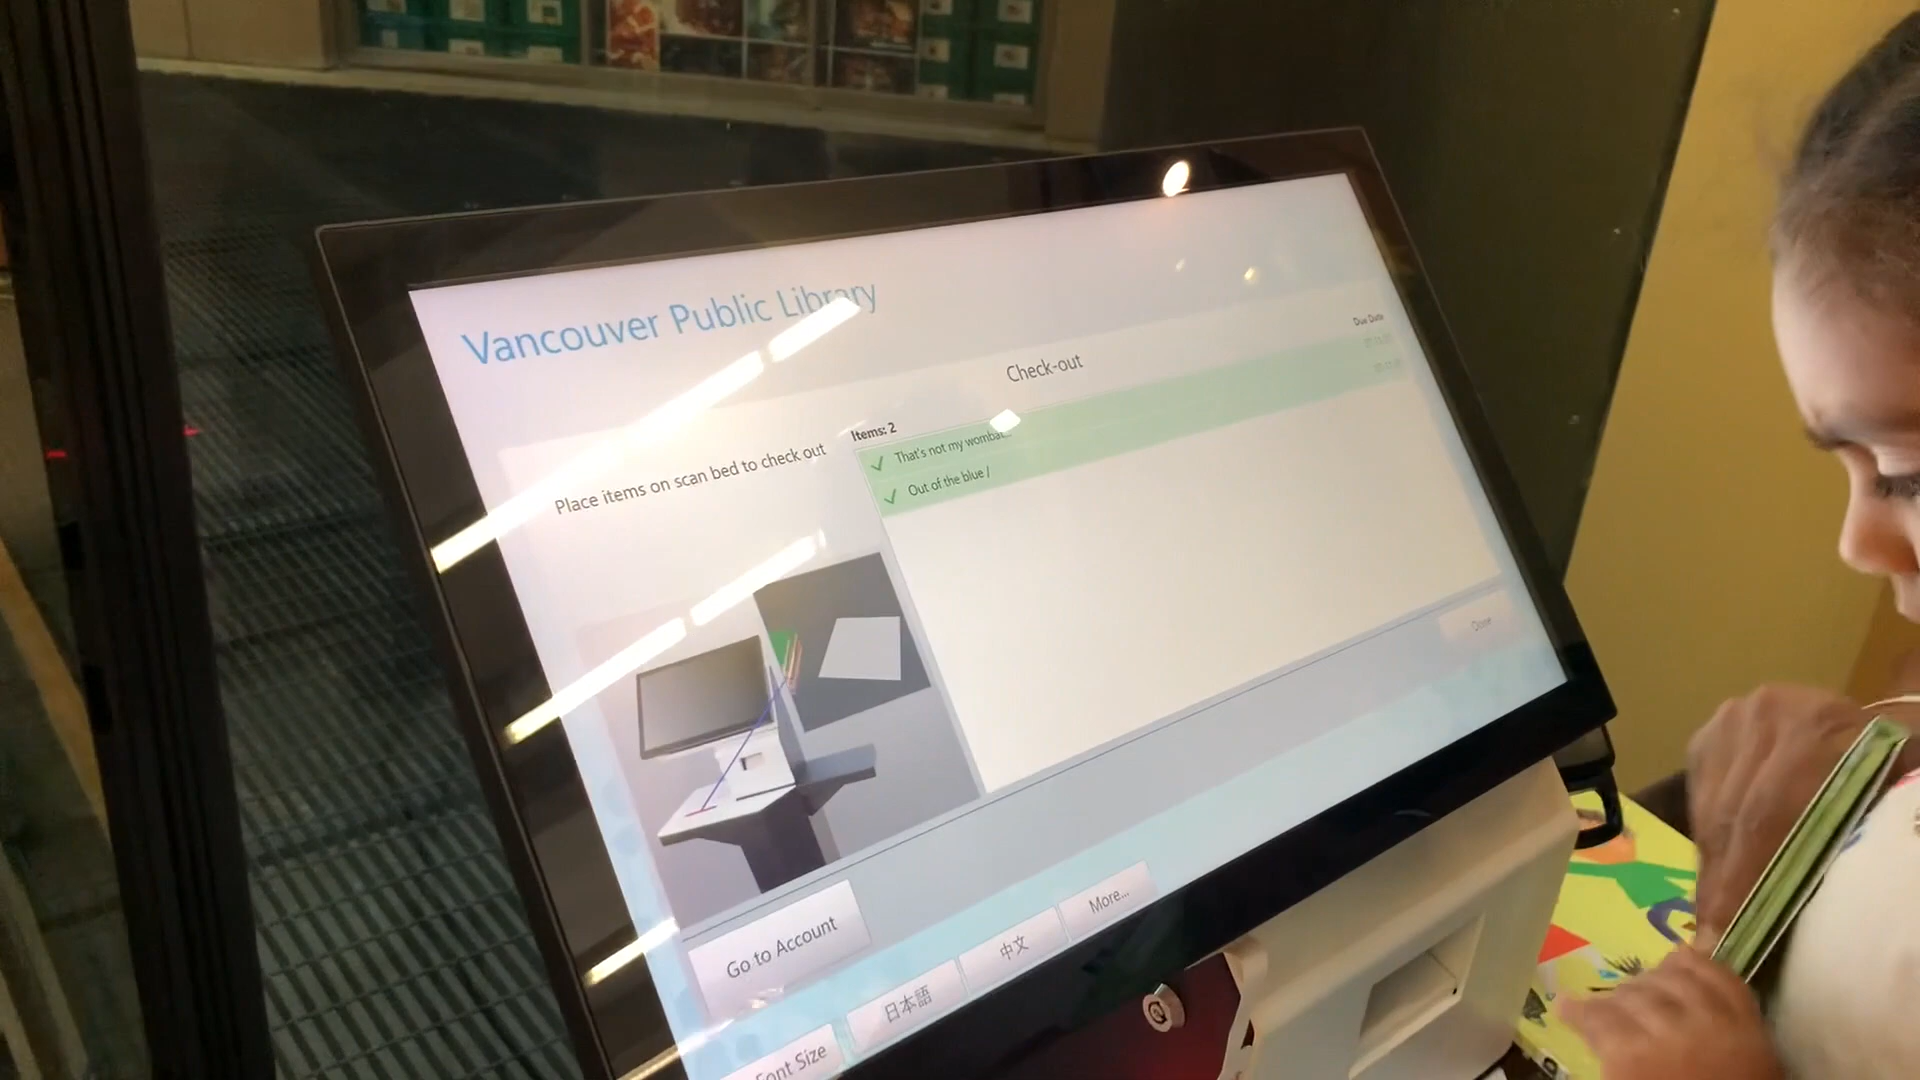 Vancouver Public Library
Check-out
Due Date
Items: 2
Place items on scan bed to check out
✓ That's not my wombat...
✓ Out of the blue /
Done
Go to Account
Font Size
日本語
中文
More...